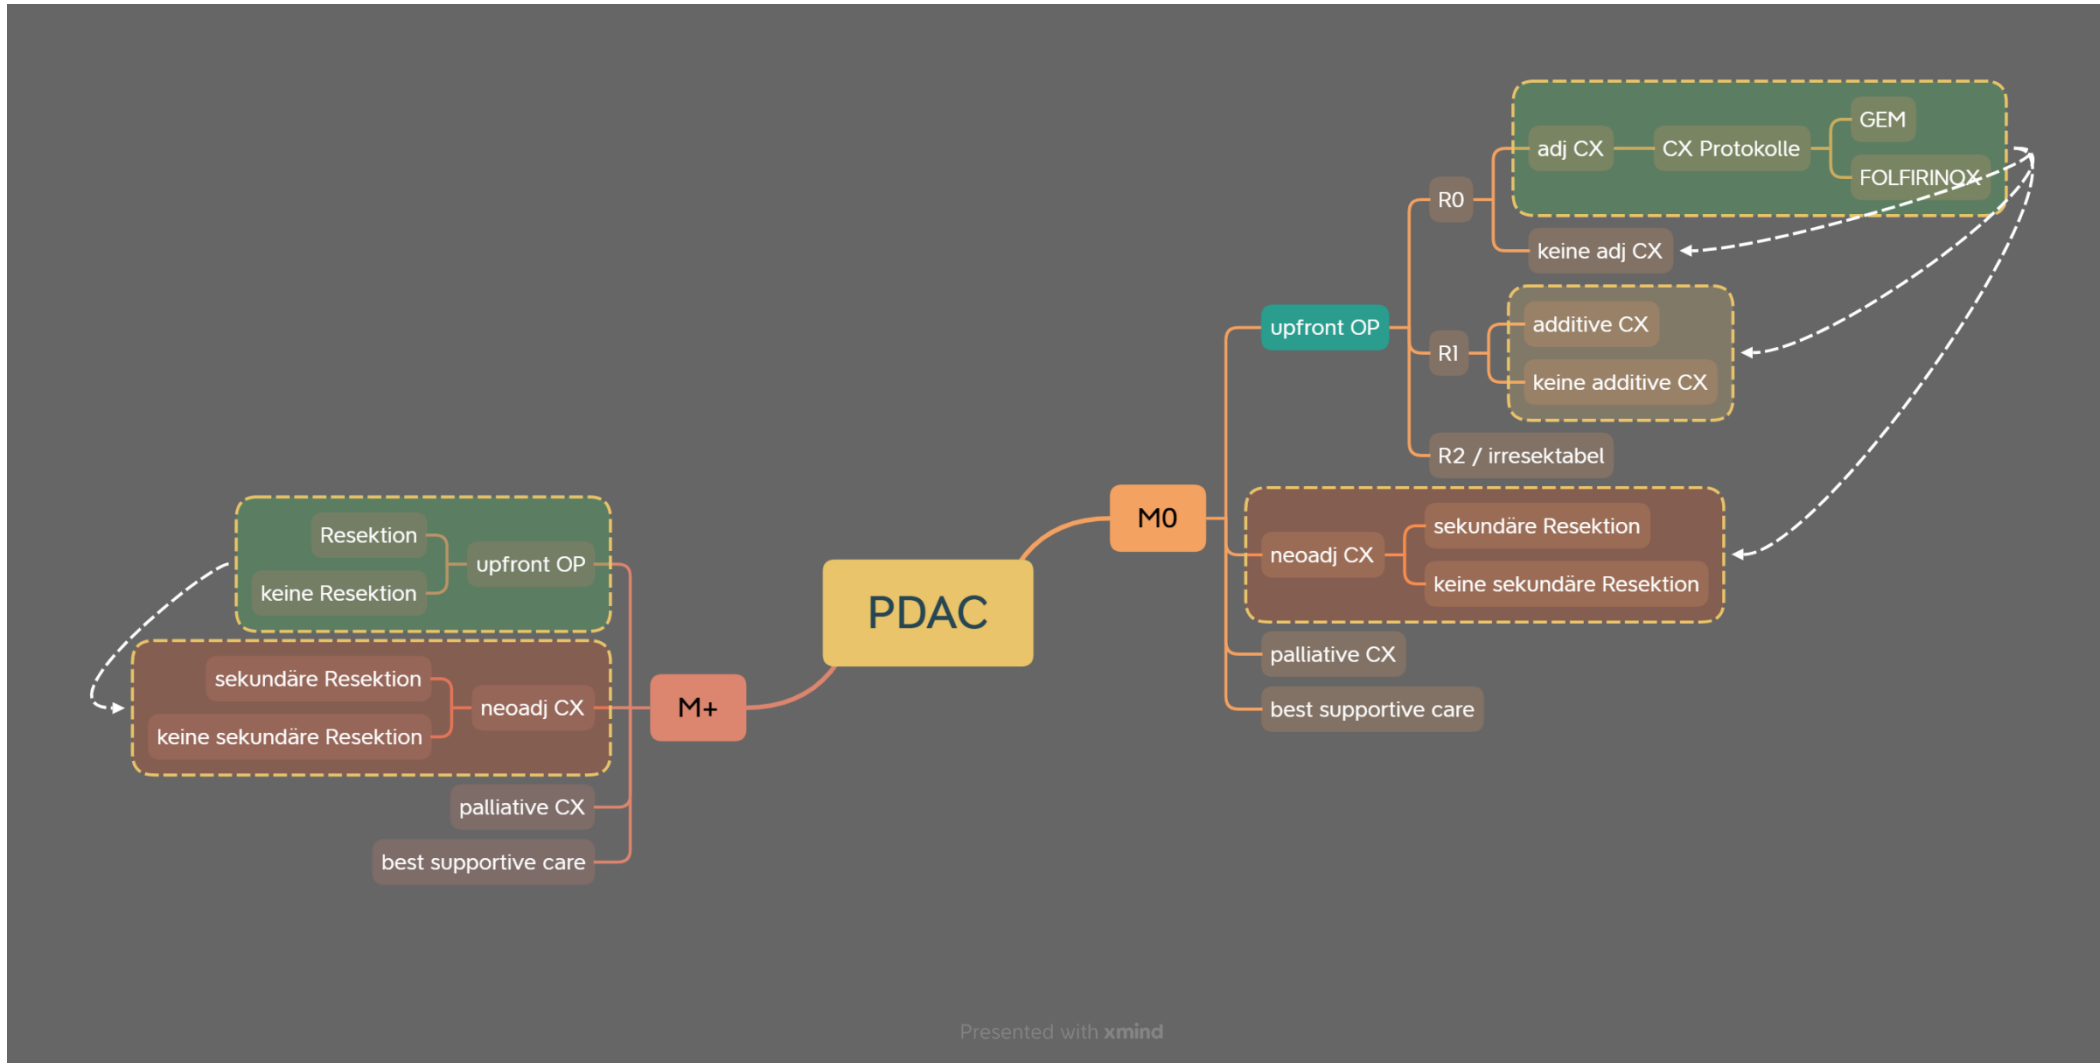 PDAC
M0
upfront OP
R0
adj CX
CX Protokolle
GEM
FOLFIRINOX
keine adj CX
R1
additive CX
keine additive CX
R2 / irresektabel
neoadj CX
sekundäre Resektion
keine sekundäre Resektion
palliative CX
best supportive care
M+
upfront OP
Resektion
keine Resektion
neoadj CX
sekundäre Resektion
keine sekundäre Resektion
palliative CX
best supportive care
Presented with xmind